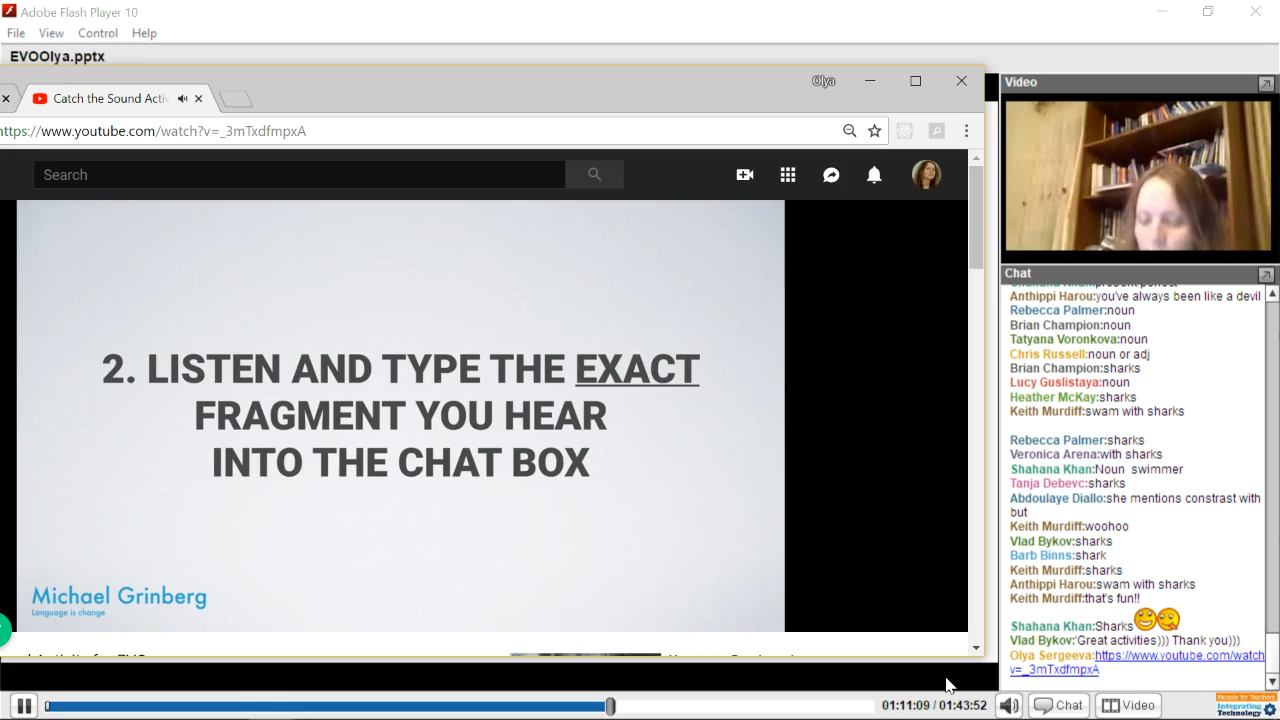 Adobe Flash Player 10
File View Control Help
EVOOlya.pptx
Olya
Catch the Sound Activ
https://www.youtube.com/watch?v=_3mTxdfmpxA
Search
2. LISTEN AND TYPE THE EXACT
FRAGMENT YOU HEAR
INTO THE CHAT BOX
Michael Grinberg
Language is change
Video
Chat
Anthippi Harou:you've always been like a devil
Rebecca Palmer:noun
Brian Champion:noun
Tatyana Voronkova:noun
Chris Russell:noun or adj
Brian Champion:sharks
Lucy Guslistaya:noun
Heather McKay:sharks
Keith Murdiff:swam with sharks
Rebecca Palmer:sharks
Veronica Arena:with sharks
Shahana Khan:Noun swimmer
Tanja Debevc:sharks
Abdoulaye Diallo:she mentions constrast with
but
Keith Murdiff:woohoo
Vlad Bykov:sharks
Barb Binns:shark
Keith Murdiff:sharks
Anthippi Harou:swam with sharks
Keith Murdiff:that's fun!!
Shahana Khan:Sharks
Vlad Bykov:'Great activities))) Thank you)))
Olya Sergeeva:https://www.youtube.com/watch
v=_3mTxdfmpxA
01:11:09 / 01:43:52
Chat
Video
Moodle for Teachers
Integrating
Technology